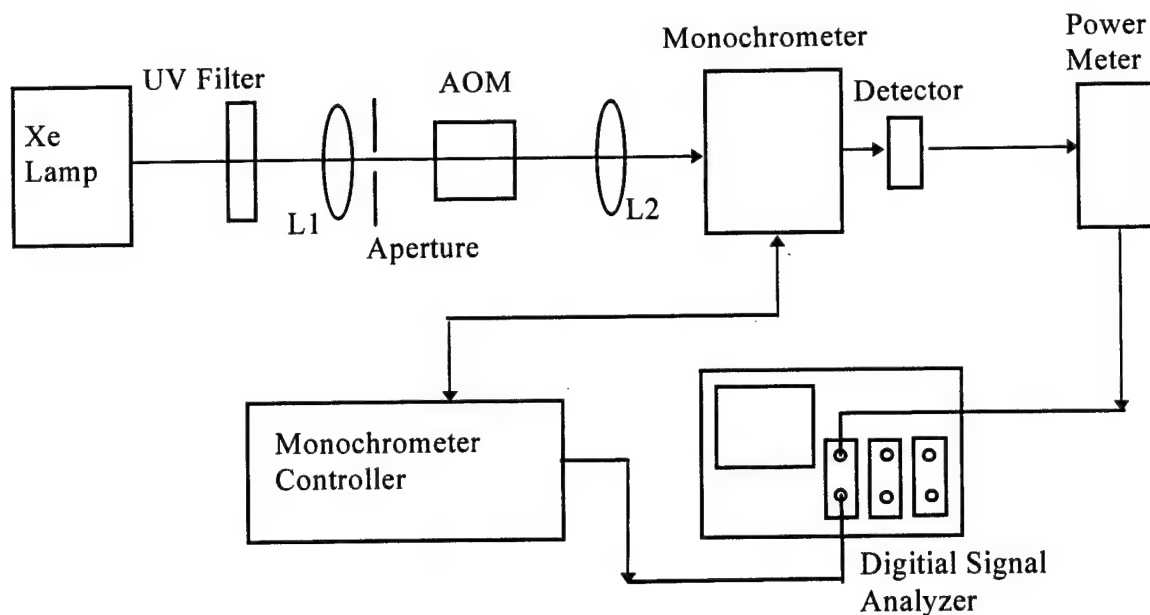 Power
Meter
Monochrometer
UV Filter
AOM
Detector
Xe
Lamp
L1
L2
Aperture
Monochrometer
Controller
Digitial Signal
Analyzer